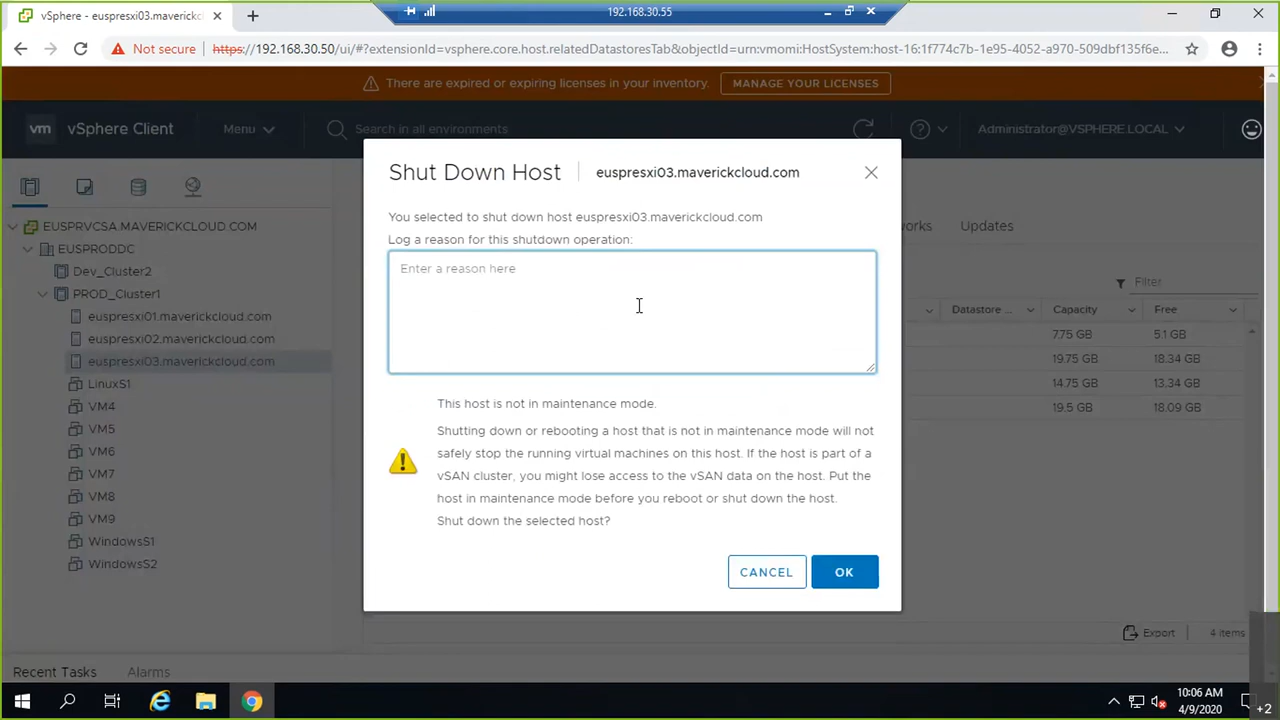 192.168.30.55
vSphere - euspresxi03.maverickc
Not secure
https://192.168.30.50/ui/#?extensionId=vsphere.core.host.relatedDatastoresTab&objectId=urn:vmomi:HostSystem:host-16:1f774c7b-1e95-4052-a970-509dbf135f6e...
There are expired or expiring licenses in your inventory.
MANAGE YOUR LICENSES
vm
vSphere Client
Menu
Search in all environments
Administrator@VSPHERE.LOCAL
EUSPRVCSA.MAVERICKCLOUD.COM
EUSPRODDC
Dev_Cluster2
PROD_Cluster1
euspresxi01.maverickcloud.com
euspresxi02.maverickcloud.com
euspresxi03.maverickcloud.com
LinuxS1
VM4
VM5
VM6
VM7
VM8
VM9
WindowsS1
WindowsS2
Shut Down Host
euspresxi03.maverickcloud.com
You selected to shut down host euspresxi03.maverickcloud.com
Log a reason for this shutdown operation:
Enter a reason here
This host is not in maintenance mode.
Shutting down or rebooting a host that is not in maintenance mode will not
safely stop the running virtual machines on this host. If the host is part of a
vSAN cluster, you might lose access to the vSAN data on the host. Put the
host in maintenance mode before you reboot or shut down the host.
Shut down the selected host?
CANCEL
OK
works
Updates
Filter
Datastore ...
Capacity
Free
7.75 GB
5.1 GB
19.75 GB
18.34 GB
14.75 GB
13.34 GB
19.5 GB
18.09 GB
Export
4 items
Recent Tasks
Alarms
10:06 AM
4/9/2020
+2